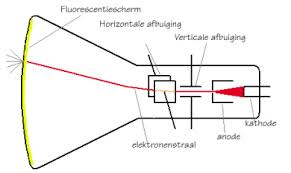 Fluorescentiescherm
Horizontale afbuiging
Verticale afbuiging
kathode
anode
elektronenstraal